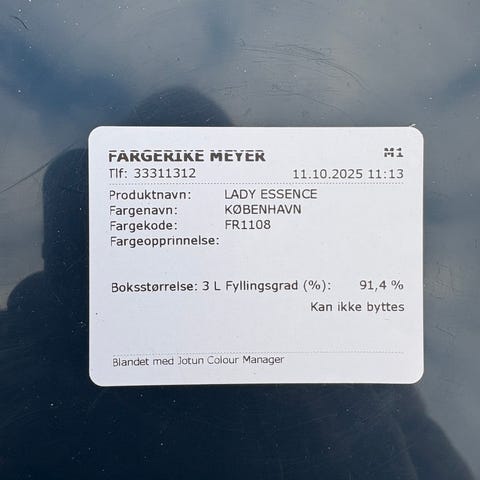 FARGERIKE MEYER M1
Tlf: 33311312 11.10.2025 11:13
Produktnavn: LADY ESSENCE
Fargenavn: KØBENHAVN
Fargekode: FR1108
Fargeopprinnelse:
Boksstørrelse: 3 L Fyllingsgrad (%): 91,4 %
Kan ikke byttes
Blandet med Jotun Colour Manager